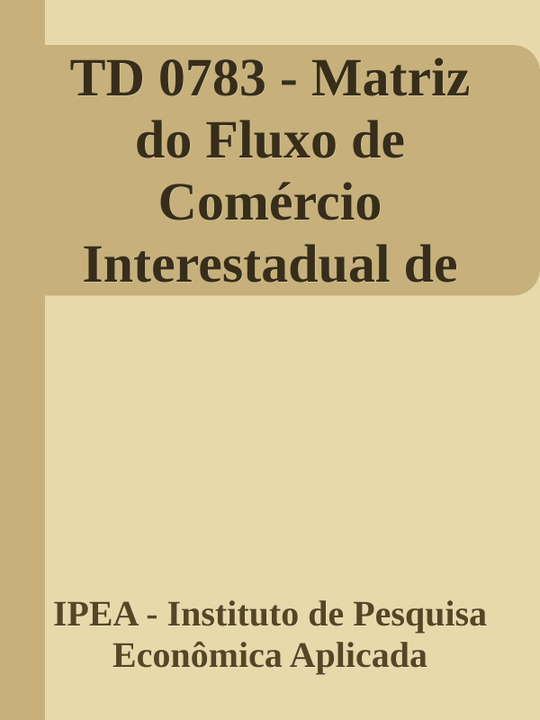 TD 0783 - Matriz
do Fluxo de
Comércio
Interestadual de
IPEA - Instituto de Pesquisa
Econômica Aplicada